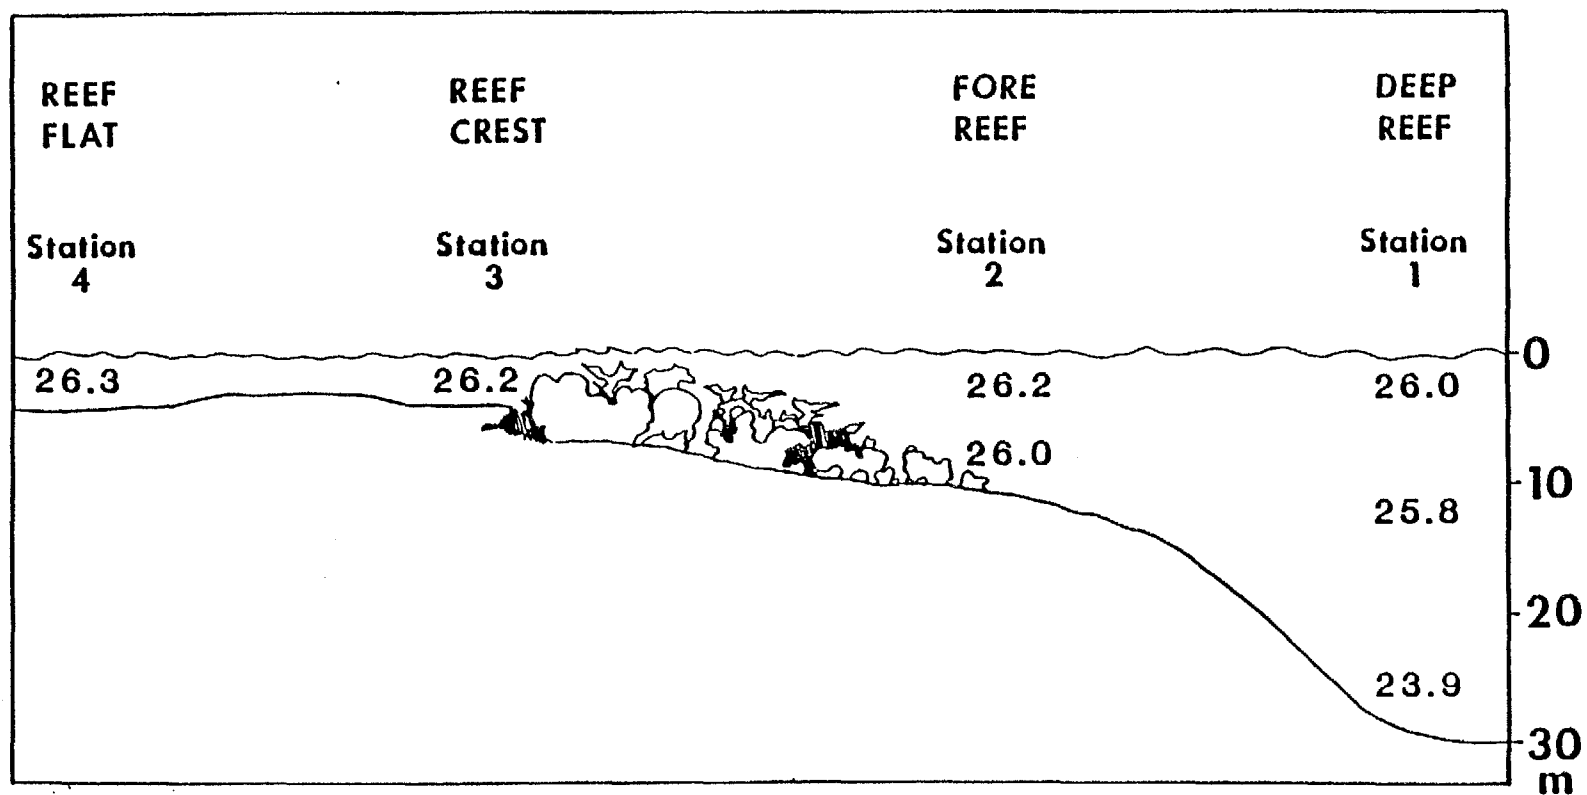 REEF FLAT
REEF CREST
FORE REEF
DEEP REEF
Station 4
Station 3
Station 2
Station 1
26.3
26.2
26.2
26.0
26.0
25.8
23.9
0
10
20
30
m